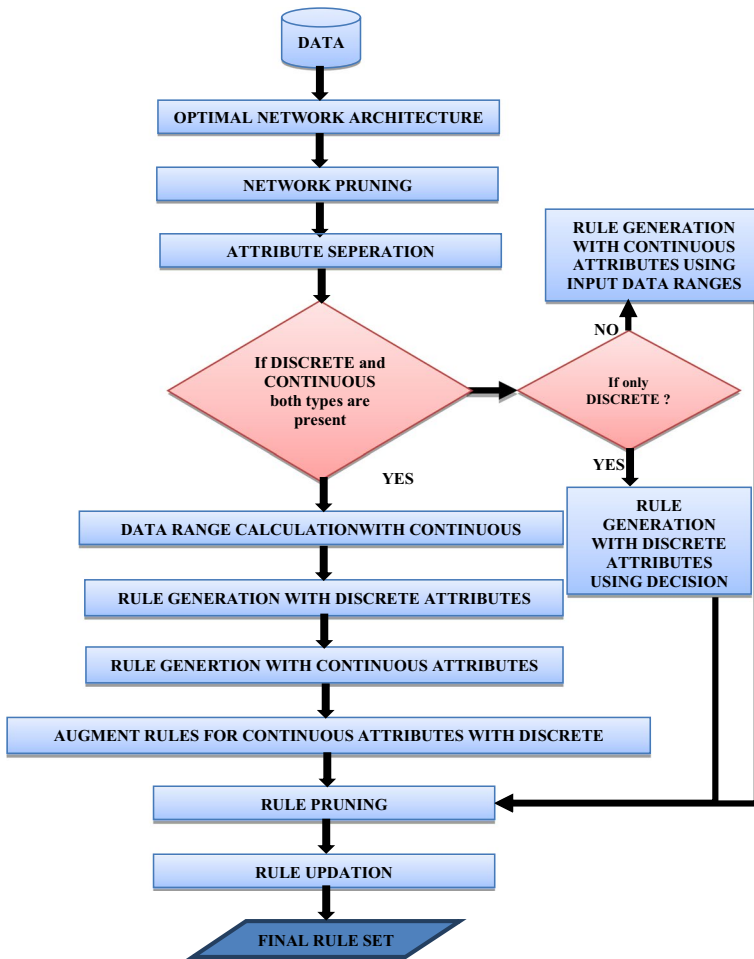 DATA
OPTIMAL NETWORK ARCHITECTURE
NETWORK PRUNING
ATTRIBUTE SEPERATION
RULE GENERATION
WITH CONTINUOUS
ATTRIBUTES USING
INPUT DATA RANGES
NO
If DISCRETE and
CONTINUOUS
both types are
present
If only
DISCRETE ?
YES
YES
DATA RANGE CALCULATIONWITH CONTINUOUS
RULE
GENERATION
WITH DISCRETE
ATTRIBUTES
USING DECISION
RULE GENERATION WITH DISCRETE ATTRIBUTES
RULE GENERTION WITH CONTINUOUS ATTRIBUTES
AUGMENT RULES FOR CONTINUOUS ATTRIBUTES WITH DISCRETE
RULE PRUNING
RULE UPDATION
FINAL RULE SET